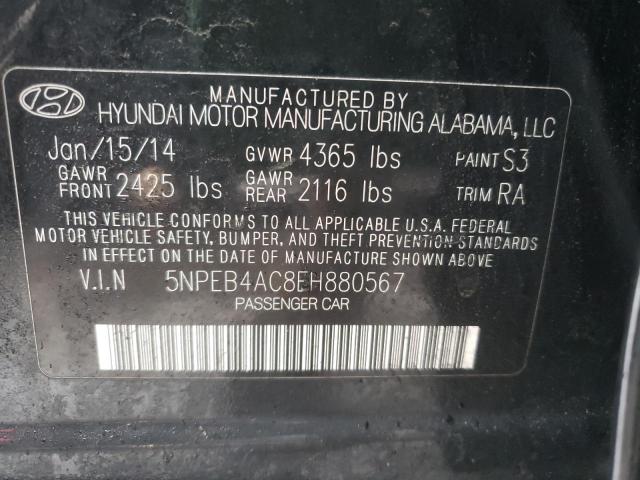 MANUFACTURED BY
HYUNDAI MOTOR MANUFACTURING ALABAMA, LLC
Jan/15/14 GVWR 4365 lbs PAINT S3
GAWR FRONT 2425 lbs GAWR REAR 2116 lbs TRIM RA
THIS VEHICLE CONFORMS TO ALL APPLICABLE U.S.A. FEDERAL
MOTOR VEHICLE SAFETY, BUMPER, AND THEFT PREVENTION STANDARDS
IN EFFECT ON THE DATE OF MANUFACTURE SHOWN ABOVE.
V.I.N 5NPEB4AC8EH880567
PASSENGER CAR